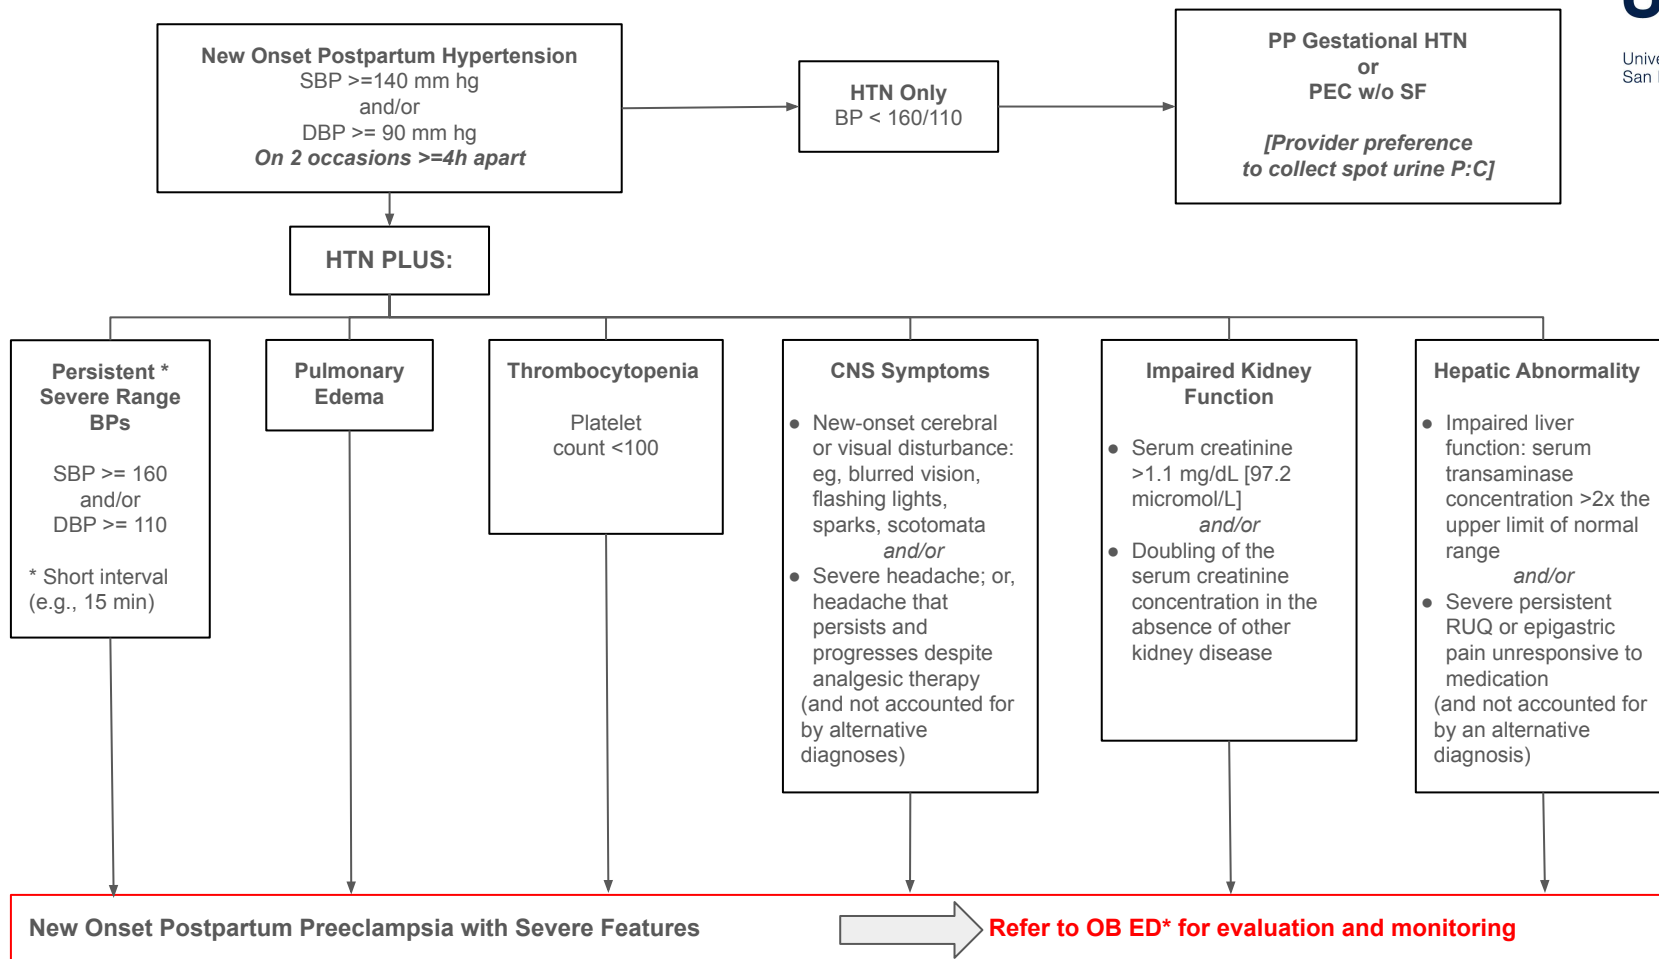 New Onset Postpartum Hypertension
SBP >=140 mm hg
and/or
DBP >= 90 mm hg
On 2 occasions >=4h apart
HTN Only
BP < 160/110
PP Gestational HTN
or
PEC w/o SF
[Provider preference
to collect spot urine P:C]
San
HTN PLUS:
Persistent *
Severe Range
BPs
SBP >= 160
and/or
DBP >= 110
* Short interval
(e.g., 15 min)
Pulmonary
Edema
Thrombocytopenia
Platelet
count <100
CNS Symptoms
● New-onset cerebral
or visual disturbance:
eg, blurred vision,
flashing lights,
sparks, scotomata
and/or
● Severe headache; or,
headache that
persists and
progresses despite
analgesic therapy
(and not accounted for
by alternative
diagnoses)
Impaired Kidney
Function
● Serum creatinine
>1.1 mg/dL [97.2
micromol/L]
and/or
● Doubling of the
serum creatinine
concentration in the
absence of other
kidney disease
Hepatic Abnormality
● Impaired liver
function: serum
transaminase
concentration >2x the
upper limit of normal
range
and/or
● Severe persistent
RUQ or epigastric
pain unresponsive to
medication
(and not accounted for
by an alternative
diagnosis)
New Onset Postpartum Preeclampsia with Severe Features
Refer to OB ED* for evaluation and monitoring